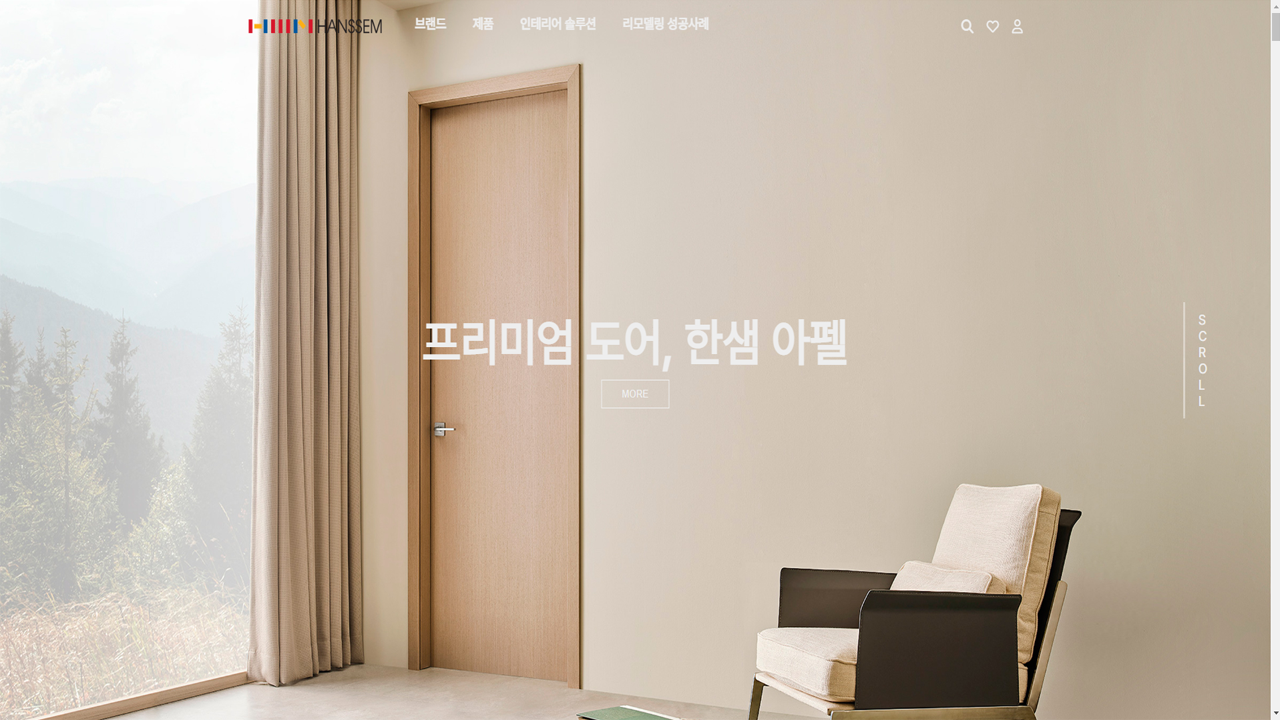 HANSSEM
브랜드
제품
인테리어 솔루션
리모델링 성공사례
프리미엄 도어, 한샘 아펠
MORE
SCROLL